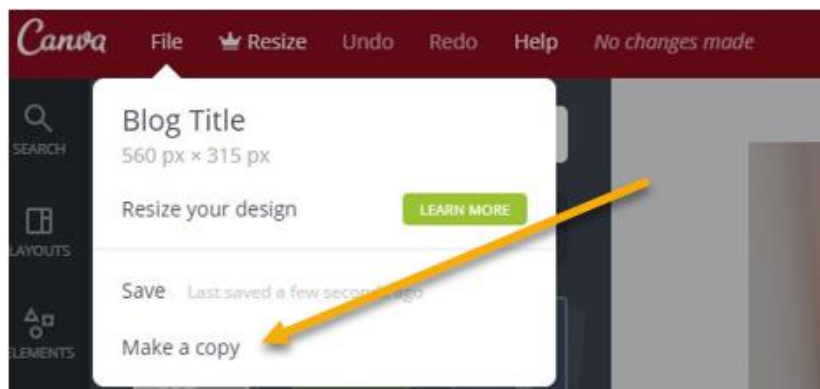 Canva File Resize Undo Redo Help No changes made
SEARCH
LAYOUTS
ELEMENTS
Blog Title
560 px × 315 px
Resize your design LEARN MORE
Save Last saved a few seconds ago
Make a copy